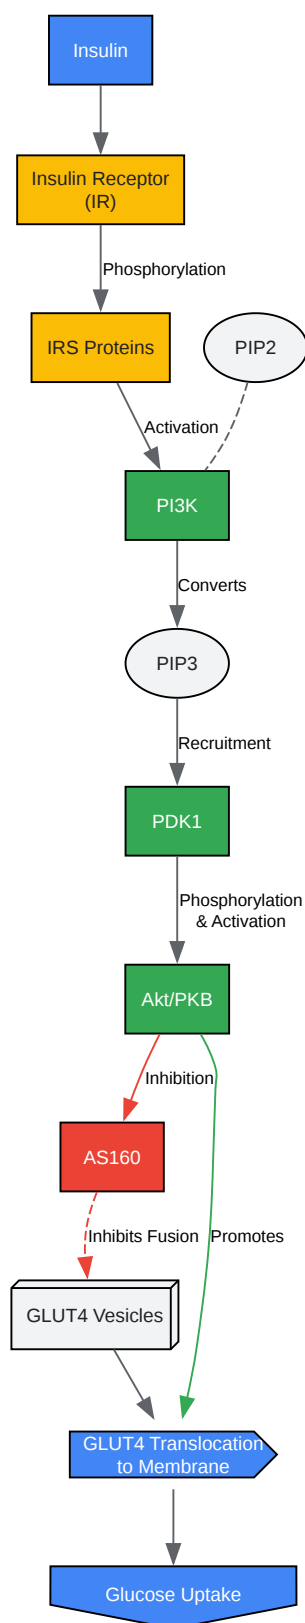 Insulin
Insulin Receptor
(IR)
Phosphorylation
IRS Proteins
PIP2
Activation
PI3K
Converts
PIP3
Recruitment
PDK1
Phosphorylation
& Activation
Akt/PKB
Inhibition
AS160
Inhibits Fusion
Promotes
GLUT4 Vesicles
GLUT4 Translocation
to Membrane
Glucose Uptake